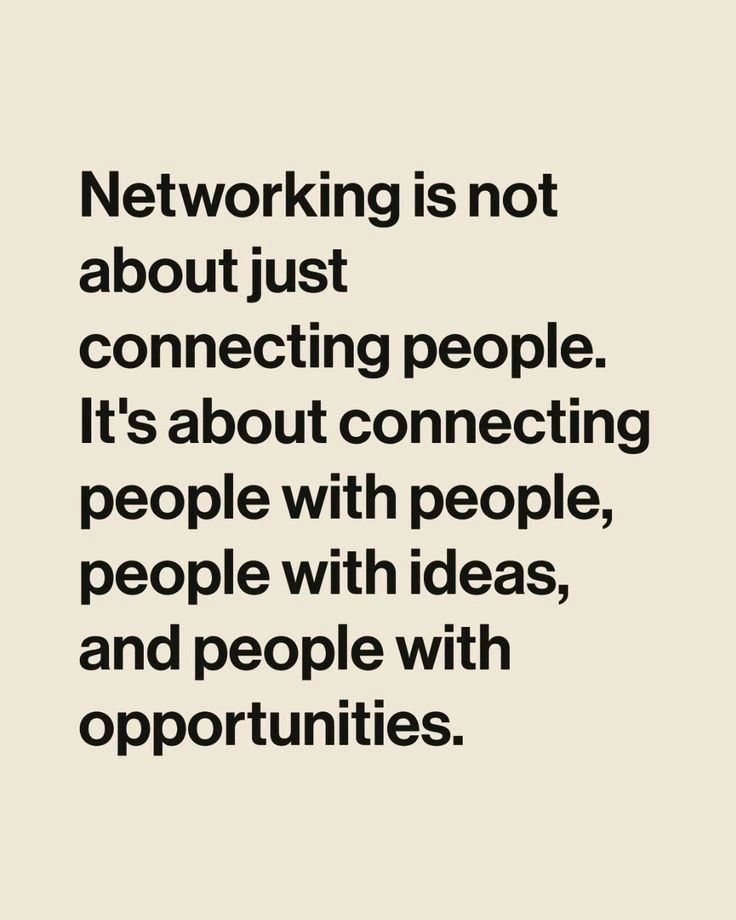 Networking is not
about just
connecting people.
It's about connecting
people with people,
people with ideas,
and people with
opportunities.